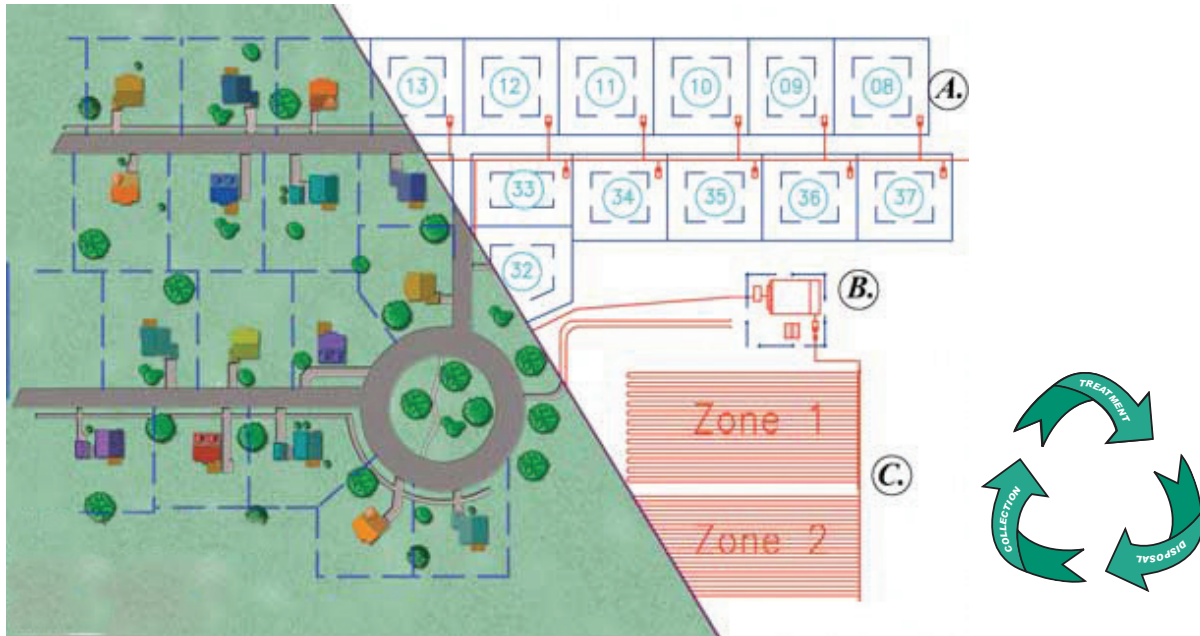 13
12
11
10
09
08
A.
33
34
35
36
37
32
B.
Zone 1
C.
Zone 2
TREATMENT
COLLECTION
DISPOSAL